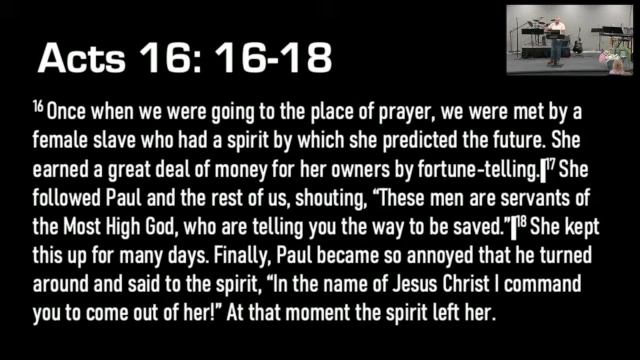 Acts 16: 16-18
16 Once when we were going to the place of prayer, we were met by a
female slave who had a spirit by which she predicted the future. She
earned a great deal of money for her owners by fortune-telling. 17 She
followed Paul and the rest of us, shouting, “These men are servants of
the Most High God, who are telling you the way to be saved.” 18 She kept
this up for many days. Finally, Paul became so annoyed that he turned
around and said to the spirit, “In the name of Jesus Christ I command
you to come out of her!” At that moment the spirit left her.